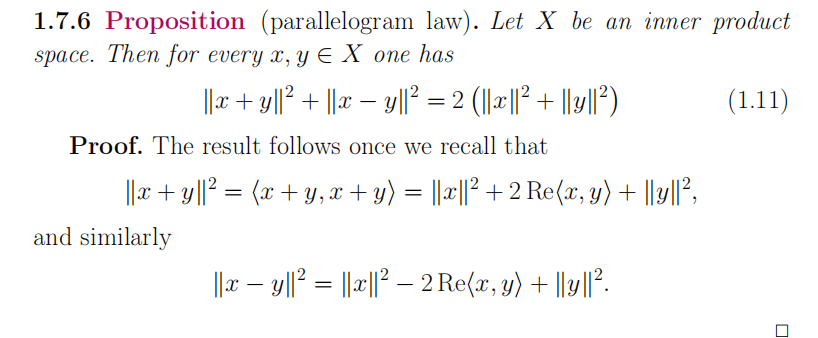 1.7.6 Proposition (parallelogram law). Let X be an inner product
space. Then for every x, y ∈ X one has
‖x + y‖² + ‖x − y‖² = 2 (‖x‖² + ‖y‖²) (1.11)
Proof. The result follows once we recall that
‖x + y‖² = ⟨x + y, x + y⟩ = ‖x‖² + 2 Re⟨x, y⟩ + ‖y‖²,
and similarly
‖x − y‖² = ‖x‖² − 2 Re⟨x, y⟩ + ‖y‖².
□